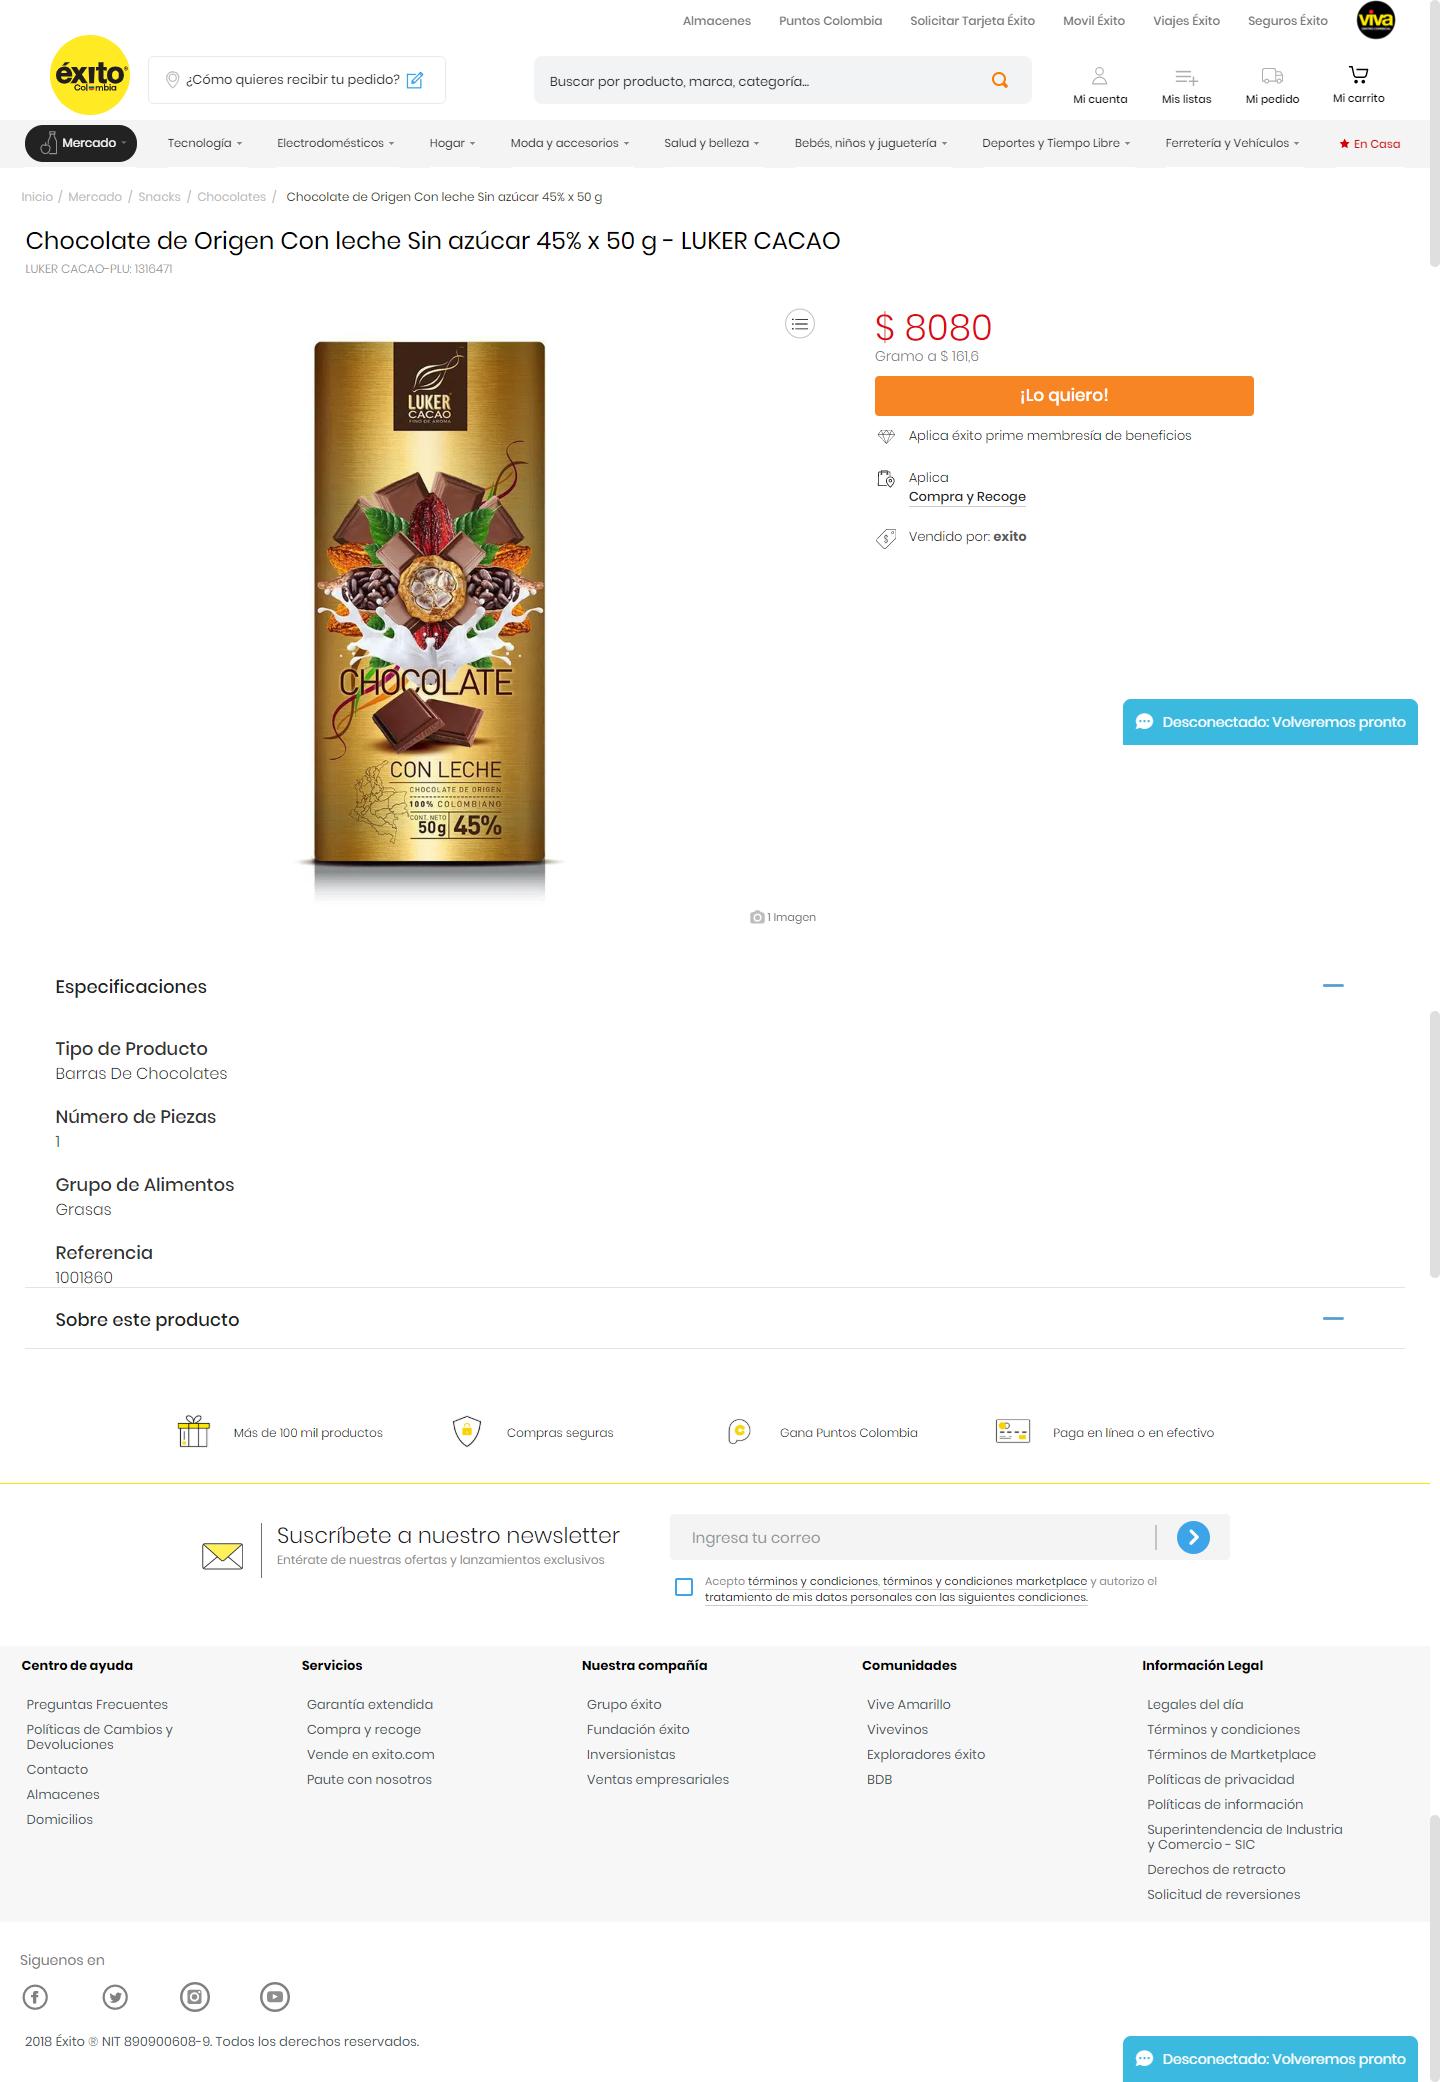 Almacenes Puntos Colombia Solicitar Tarjeta Éxito Movil Éxito Viajes Éxito Seguros Éxito viva
éxito
Colombia
¿Cómo quieres recibir tu pedido?
Buscar por producto, marca, categoría...
Mi cuenta Mis listas Mi pedido Mi carrito
Mercado Tecnología Electrodomésticos Hogar Moda y accesorios Salud y belleza Bebés, niños y juguetería Deportes y Tiempo Libre Ferretería y Vehículos En Casa
Inicio / Mercado / Snacks / Chocolates / Chocolate de Origen Con leche Sin azúcar 45% x 50 g
Chocolate de Origen Con leche Sin azúcar 45% x 50 g - LUKER CACAO
LUKER CACAO-PLU: 1316471
LUKER
CACAO
FINO DE AROMA
CHOCOLATE
CON LECHE
CHOCOLATE DE ORIGEN
100% COLOMBIANO
CONT. NETO
50g 45%
1 Imagen
$ 8080
Gramo a $ 161,6
¡Lo quiero!
Aplica éxito prime membresía de beneficios
Aplica
Compra y Recoge
Vendido por: exito
Desconectado: Volveremos pronto
Especificaciones
Tipo de Producto
Barras De Chocolates
Número de Piezas
1
Grupo de Alimentos
Grasas
Referencia
1001860
Sobre este producto
Más de 100 mil productos Compras seguras Gana Puntos Colombia Paga en línea o en efectivo
Suscríbete a nuestro newsletter
Entérate de nuestras ofertas y lanzamientos exclusivos
Ingresa tu correo
Acepto términos y condiciones, términos y condiciones marketplace y autorizo el
tratamiento de mis datos personales con las siguientes condiciones.
Centro de ayuda
Preguntas Frecuentes
Políticas de Cambios y
Devoluciones
Contacto
Almacenes
Domicilios
Servicios
Garantía extendida
Compra y recoge
Vende en exito.com
Paute con nosotros
Nuestra compañía
Grupo éxito
Fundación éxito
Inversionistas
Ventas empresariales
Comunidades
Vive Amarillo
Vivevinos
Exploradores éxito
BDB
Información Legal
Legales del día
Términos y condiciones
Términos de Martketplace
Políticas de privacidad
Políticas de información
Superintendencia de Industria
y Comercio - SIC
Derechos de retracto
Solicitud de reversiones
Siguenos en
2018 Éxito ® NIT 890900608-9. Todos los derechos reservados.
Desconectado: Volveremos pronto